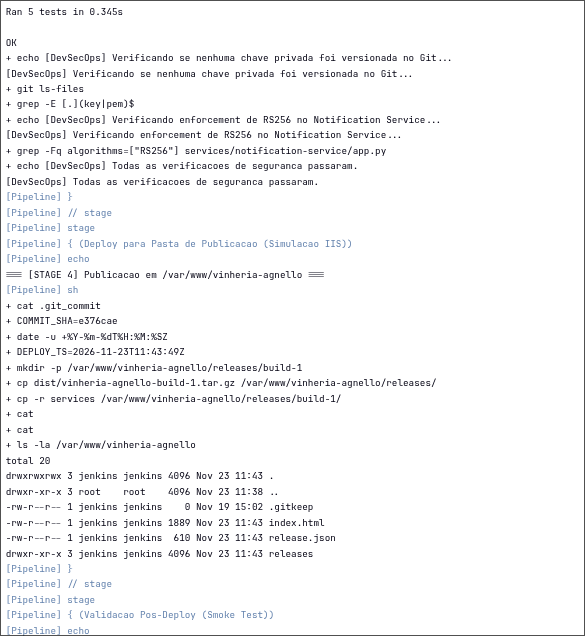 Ran 5 tests in 0.345s
OK
+ echo [DevSecOps] Verificando se nenhuma chave privada foi versionada no Git...
[DevSecOps] Verificando se nenhuma chave privada foi versionada no Git...
+ git ls-files
+ grep -E [.](key|pem)$
+ echo [DevSecOps] Verificando enforcement de RS256 no Notification Service...
[DevSecOps] Verificando enforcement de RS256 no Notification Service...
+ grep -Fq algorithms=["RS256"] services/notification-service/app.py
+ echo [DevSecOps] Todas as verificacoes de seguranca passaram.
[DevSecOps] Todas as verificacoes de seguranca passaram.
[Pipeline] }
[Pipeline] // stage
[Pipeline] stage
[Pipeline] { (Deploy para Pasta de Publicacao (Simulacao IIS))
[Pipeline] echo
=== [STAGE 4] Publicacao em /var/www/vinheria-agnello ===
[Pipeline] sh
+ cat .git_commit
+ COMMIT_SHA=e376cae
+ date -u +%Y-%m-%dT%H:%M:%SZ
+ DEPLOY_TS=2026-11-23T11:43:49Z
+ mkdir -p /var/www/vinheria-agnello/releases/build-1
+ cp dist/vinheria-agnello-build-1.tar.gz /var/www/vinheria-agnello/releases/
+ cp -r services /var/www/vinheria-agnello/releases/build-1/
+ cat
+ cat
+ ls -la /var/www/vinheria-agnello
total 20
drwxrwxrwx 3 jenkins jenkins 4096 Nov 23 11:43 .
drwxr-xr-x 3 root    root    4096 Nov 23 11:38 ..
-rw-r--r-- 1 jenkins jenkins    0 Nov 19 15:02 .gitkeep
-rw-r--r-- 1 jenkins jenkins 1889 Nov 23 11:43 index.html
-rw-r--r-- 1 jenkins jenkins  610 Nov 23 11:43 release.json
drwxr-xr-x 3 jenkins jenkins 4096 Nov 23 11:43 releases
[Pipeline] }
[Pipeline] // stage
[Pipeline] stage
[Pipeline] { (Validacao Pos-Deploy (Smoke Test))
[Pipeline] echo